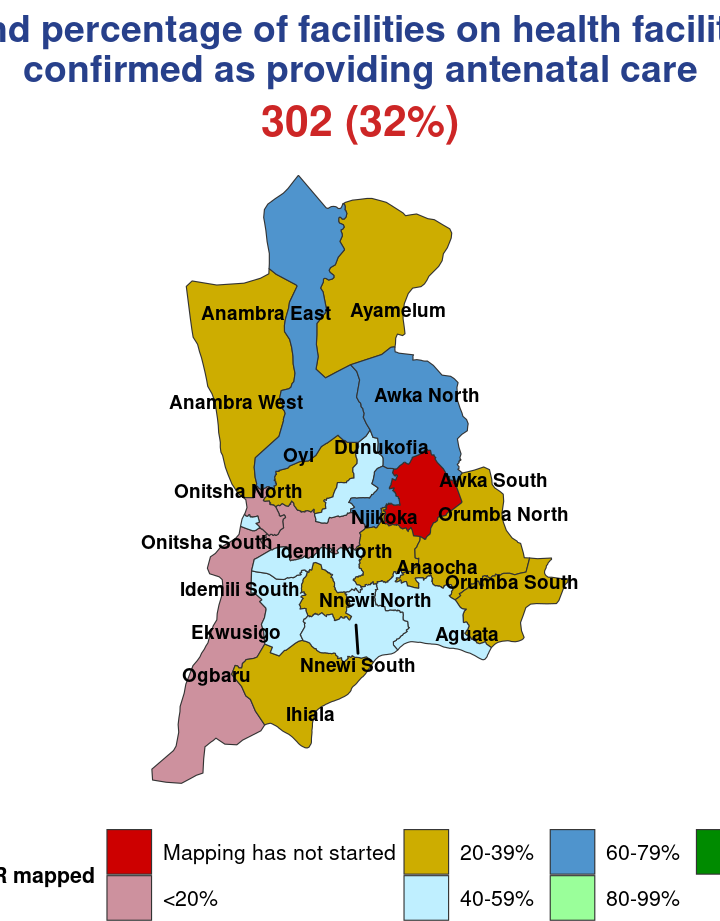 nd percentage of facilities on health facilit
confirmed as providing antenatal care
302 (32%)
Anambra East
Ayamelum
Anambra West
Awka North
Dunukofia
Oyi
Awka South
Onitsha North
Orumba North
Njikoka
Onitsha South
Idemili North
Anaocha
Orumba South
Idemili South
Nnewi North
Ekwusigo
Aguata
Nnewi South
Ogbaru
Ihiala
R mapped
Mapping has not started
20-39%
60-79%
<20%
40-59%
80-99%